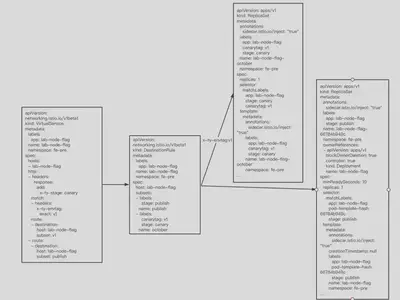 apiVersion:
networking.istio.io/v1beta1
kind: VirtualService
metadata
labels:
app: lab-node-flag
name: lab-node-flag
namespace: fe-pre
spec:
hosts:
- lab-node-flag
http:
- headers:
response:
add:
x-ty-stage: canary
match:
- headers:
x-ty-envtag:
exact: v1
route:
- destination:
host: lab-node-flag
subset: v1
- route:
- destination:
host: lab-node-flag
subset: publish
apiVersion:
networking.istio.io/v1beta1
kind: DestinationRule
metadata
labels:
app: lab-node-flag
name: lab-node-flag
namespace: fe-pre
spec:
host: lab-node-flag
subsets:
- labels:
stage: publish
name: publish
- labels:
canarytag: v1
stage: canary
name: october
apiVersion: apps/v1
kind: ReplicaSet
metadata
annotations:
sidecar.istio.io/inject: "true"
labels:
app: lab-node-flag
canarytag: v1
stage: canary
name: lab-node-flag-
october
namespace: fe-pre
spec:
replicas: 1
selector:
matchLabels:
app: lab-node-flag
stage: canary
canarytag: v1
template:
metadata:
annotations:
sidecar.istio.io/inject:
"true"
labels:
app: lab-node-flag
canarytag: v1
stage: canary
name: lab-node-flag-
october
namespace: fe-pre
apiVersion: apps/v1
kind: ReplicaSet
metadata:
annotations:
sidecar.istio.io/inject: "true"
labels:
app: lab-node-flag
stage: publish
name: lab-node-flag-
namespace: fe-pre
ownerReferences:
- apiVersion: apps/v1
blockOwnerDeletion: true
controller: true
kind: Deployment
name: lab-node-flag
spec:
minReadySeconds: 10
replicas: 1
selector:
matchLabels:
app: lab-node-flag
pod-template-hash:
stage: publish
template:
metadata:
annotations:
sidecar.istio.io/inject:
"true"
creationTimestamp: null
labels:
app: lab-node-flag
pod-template-hash:
stage: publish
name: lab-node-flag
namespace: fe-pre